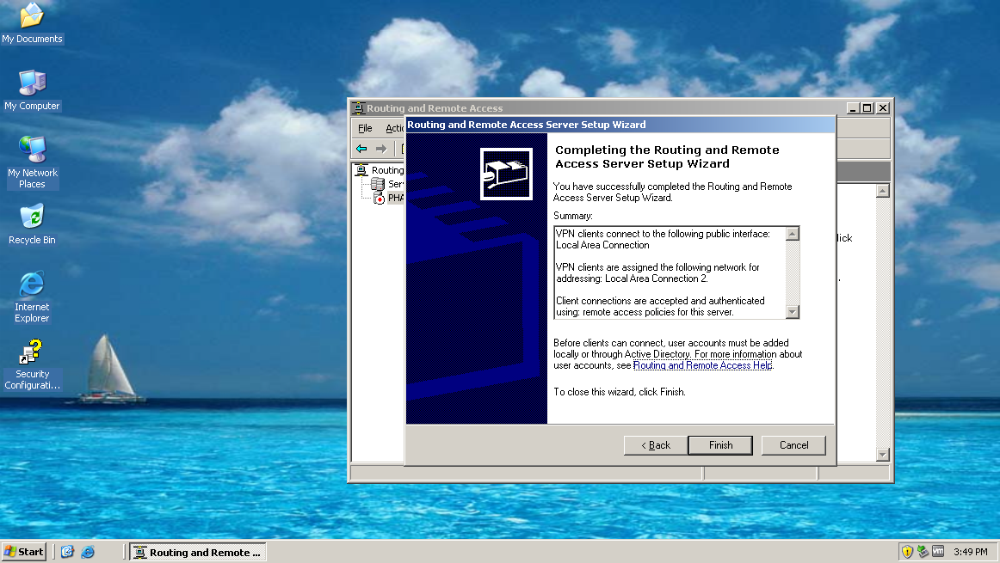 My Documents
My Computer
My Network
Places
Recycle Bin
Internet
Explorer
Security
Configurati...
Routing and Remote Access
File
Routing and Remote Access Server Setup Wizard
Completing the Routing and Remote
Access Server Setup Wizard
You have successfully completed the Routing and Remote
Access Server Setup Wizard.
Summary:
VPN clients connect to the following public interface:
Local Area Connection
VPN clients are assigned the following network for
addressing: Local Area Connection 2.
Client connections are accepted and authenticated
using: remote access policies for this server.
Before clients can connect, user accounts must be added
locally or through Active Directory. For more information about
user accounts, see Routing and Remote Access Help.
To close this wizard, click Finish.
< Back
Finish
Cancel
Routing
Start
Routing and Remote ...
vm
3:49 PM